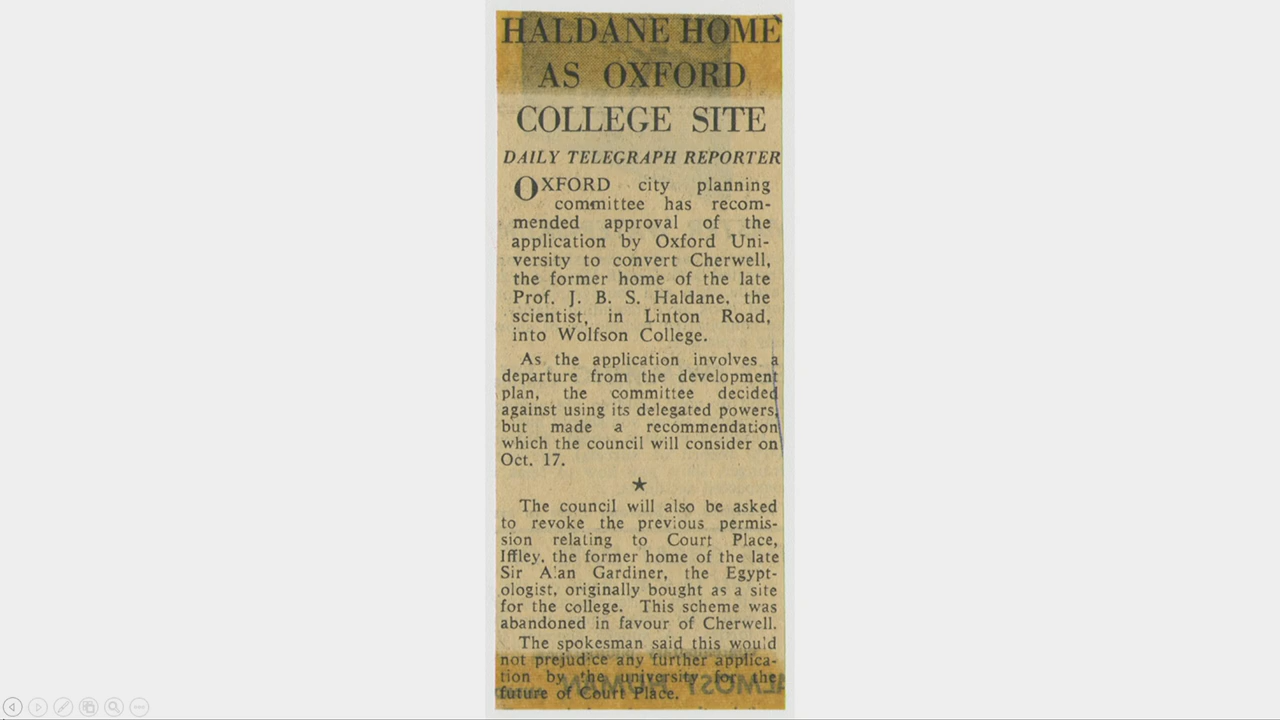 HALDANE HOME
AS OXFORD
COLLEGE SITE
DAILY TELEGRAPH REPORTER
OXFORD city planning
committee has recom-
mended approval of the
application by Oxford Uni-
versity to convert Cherwell,
the former home of the late
Prof. J. B. S. Haldane, the
scientist, in Linton Road,
into Wolfson College.
As the application involves a
departure from the development
plan, the committee decided
against using its delegated powers,
but made a recommendation
which the council will consider on
Oct. 17.
★
The council will also be asked
to revoke the previous permis-
sion relating to Court Place,
Iffley, the former home of the late
Sir Alan Gardiner, the Egypt-
ologist, originally bought as a site
for the college. This scheme was
abandoned in favour of Cherwell.
The spokesman said this would
not prejudice any further applica-
tion by the university for the
future of Court Place.